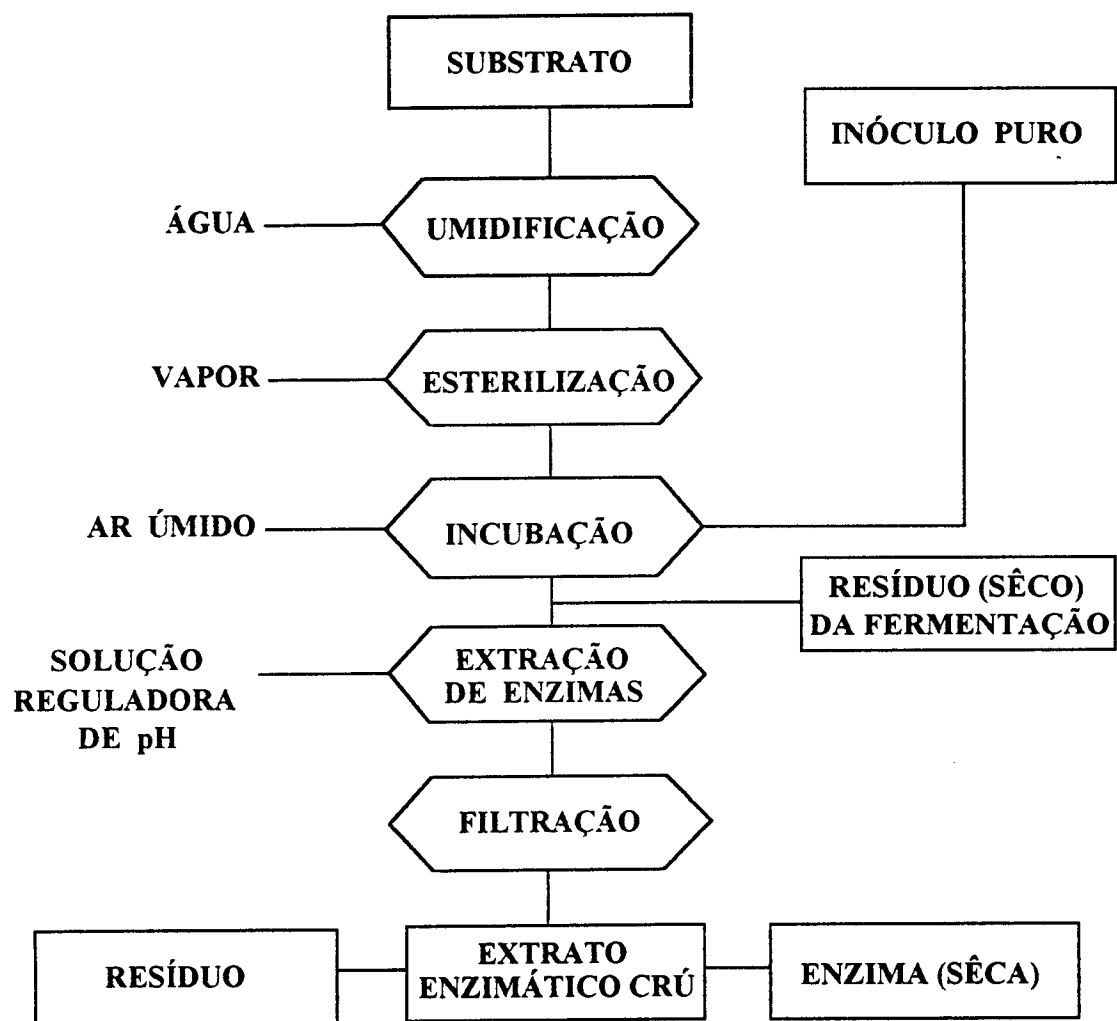 SUBSTRATO
INÓCULO PURO
ÁGUA
UMIDIFICAÇÃO
VAPOR
ESTERILIZAÇÃO
AR ÚMIDO
INCUBAÇÃO
RESÍDUO (SÊCO)
DA FERMENTAÇÃO
SOLUÇÃO
REGULADORA
DE pH
EXTRAÇÃO
DE ENZIMAS
FILTRAÇÃO
RESÍDUO
EXTRATO
ENZIMÁTICO CRÚ
ENZIMA (SÊCA)